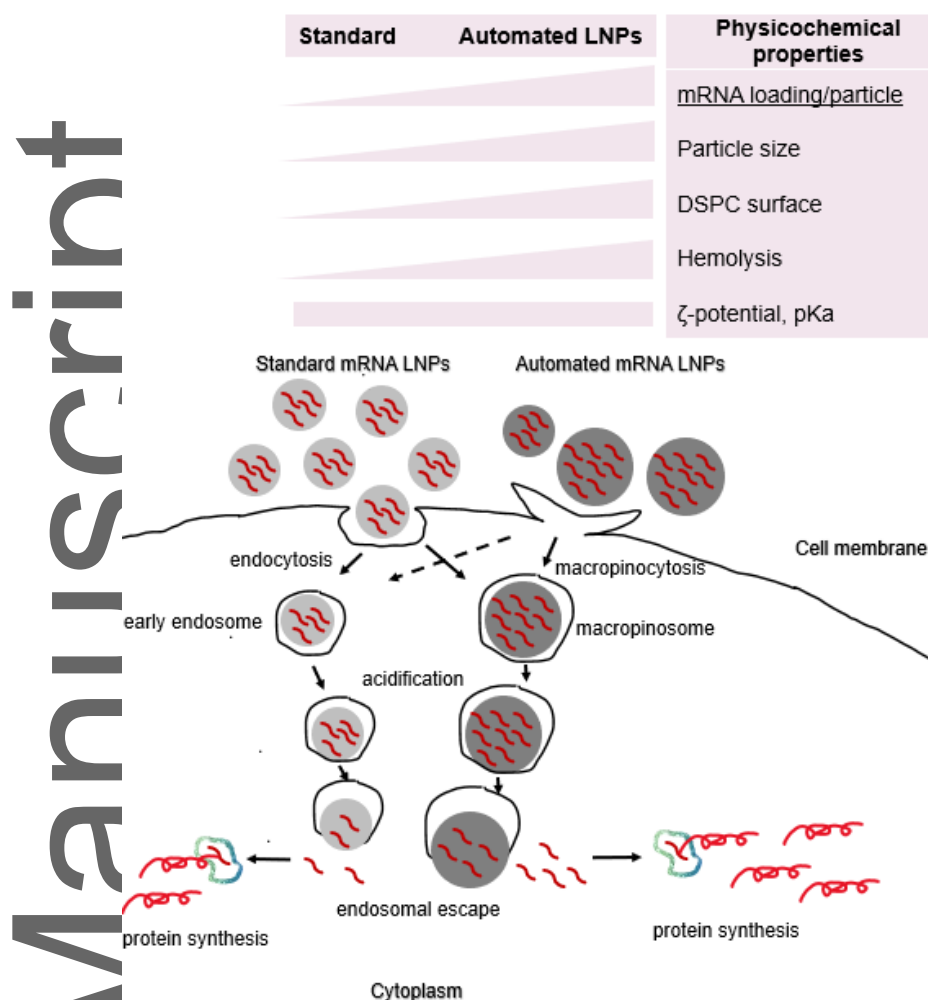 Manuscript
Standard Automated LNPs
Physicochemical
properties
mRNA loading/particle
Particle size
DSPC surface
Hemolysis
ζ-potential, pKa
Standard mRNA LNPs
Automated mRNA LNPs
Cell membrane
endocytosis
macropinocytosis
early endosome
macropinosome
acidification
endosomal escape
protein synthesis
protein synthesis
Cytoplasm